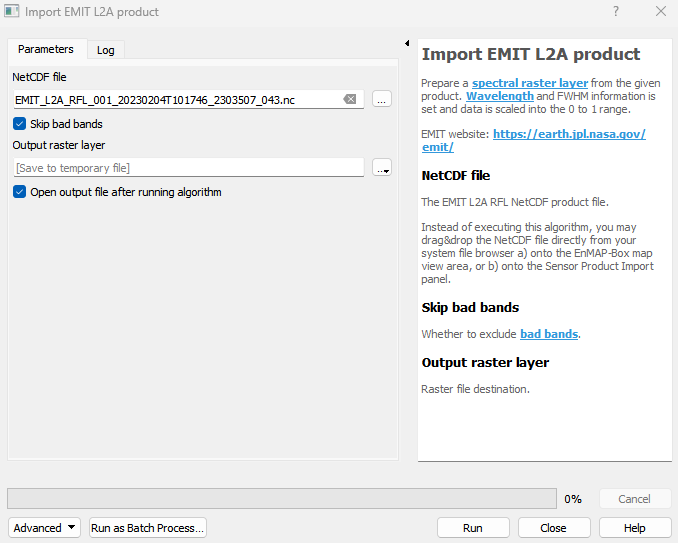 Import EMIT L2A product
Parameters
Log
NetCDF file
EMIT_L2A_RFL_001_20230204T101746_2303507_043.nc
...
Skip bad bands
Output raster layer
[Save to temporary file]
...
Open output file after running algorithm
Import EMIT L2A product
Prepare a spectral raster layer from the given
product. Wavelength and FWHM information is
set and data is scaled into the 0 to 1 range.
EMIT website: https://earth.jpl.nasa.gov/
emit/
NetCDF file
The EMIT L2A RFL NetCDF product file.
Instead of executing this algorithm, you may
drag&drop the NetCDF file directly from your
system file browser a) onto the EnMAP-Box map
view area, or b) onto the Sensor Product Import
panel.
Skip bad bands
Whether to exclude bad bands.
Output raster layer
Raster file destination.
0%
Cancel
Advanced
Run as Batch Process...
Run
Close
Help